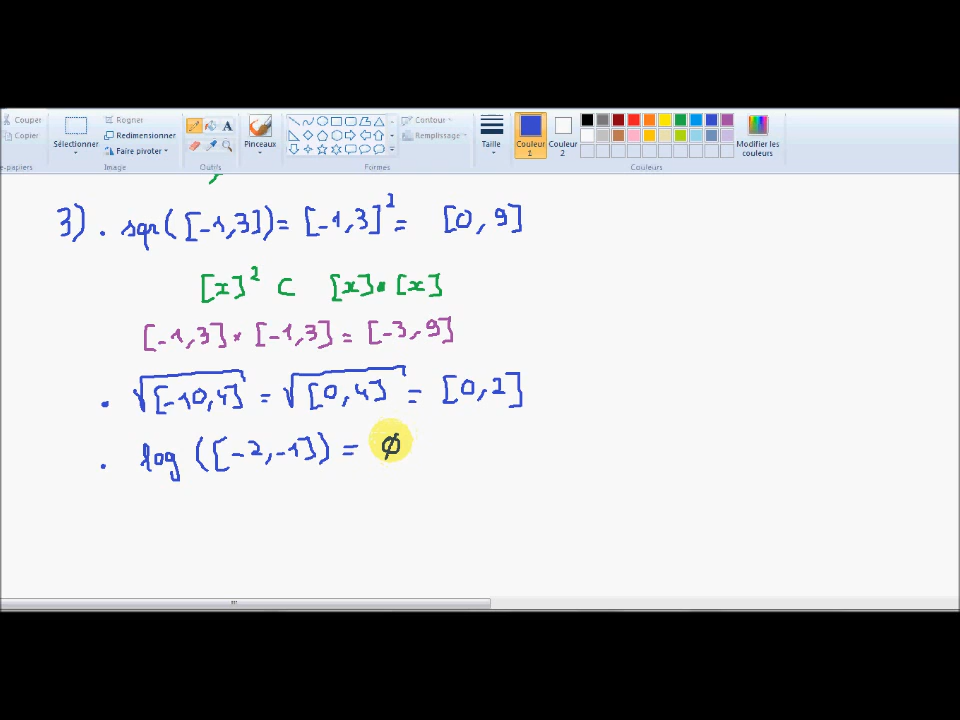 Couper
Copier
e-papiers
Sélectionner
Rogner
Redimensionner
Faire pivoter
Image
Outils
Pinceaux
Formes
Contour
Remplissage
Taille
Couleur 1
Couleur 2
Modifier les couleurs
Couleurs
3) . sqr([-1,3]) = [-1,3]² = [0,9]
[x]² ⊂ [x]*[x]
[-1,3] * [-1,3] = [-3,9]
. √[-10,4] = √[0,4] = [0,2]
. log([-2,-1]) = ∅